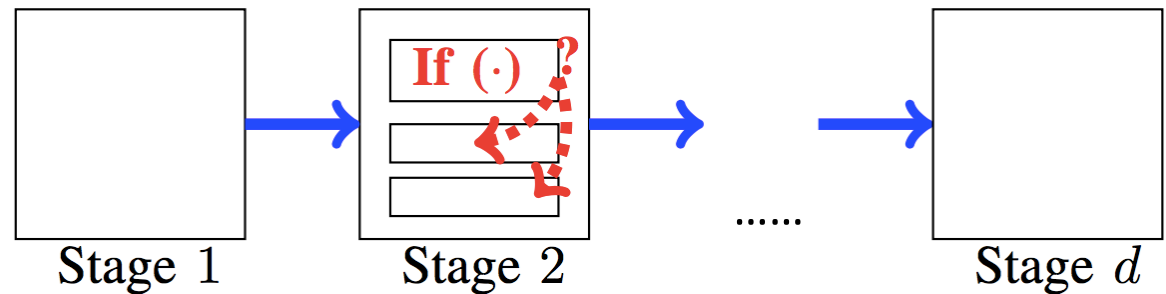 If (·) ?
......
Stage 1
Stage 2
Stage d